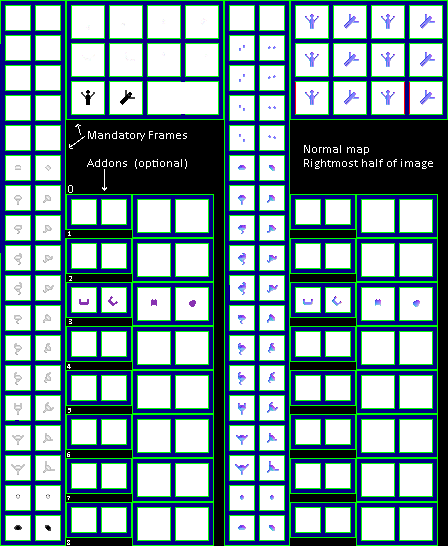 Mandatory Frames
Addons (optional)
Normal map
Rightmost half of image
0
1
2
3
4
5
6
7
8